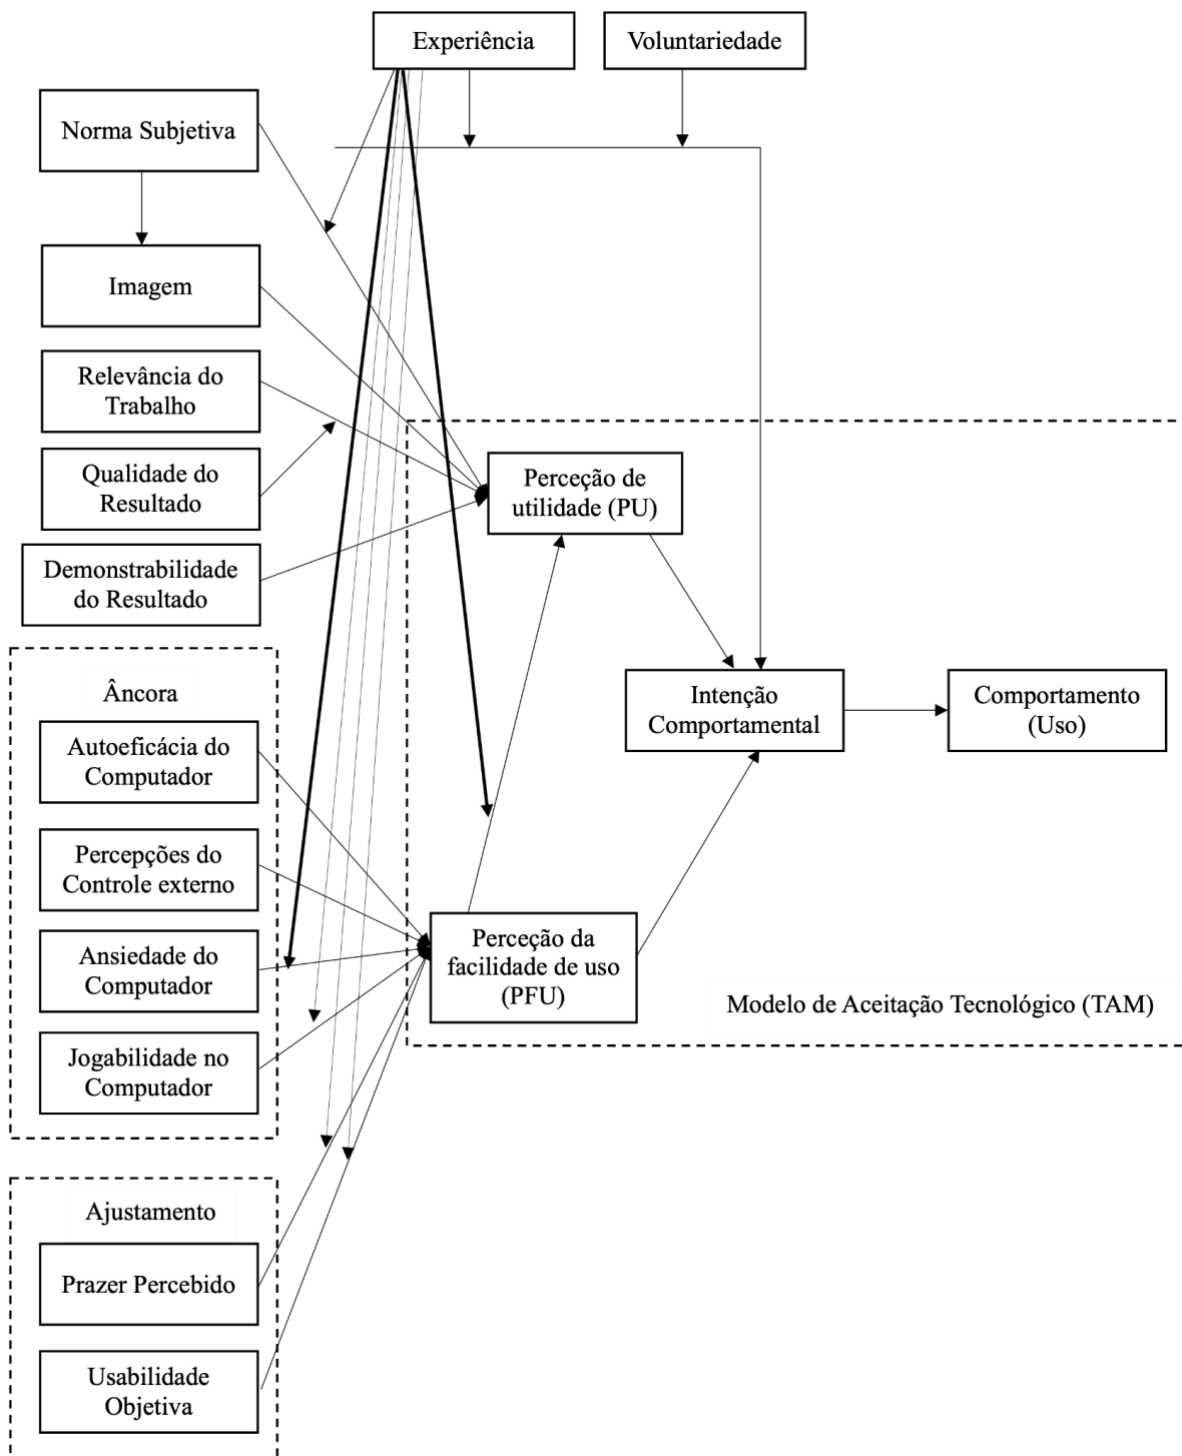 Experiência
Voluntariedade
Norma Subjetiva
Imagem
Relevância do
Trabalho
Qualidade do
Resultado
Perceção de
utilidade (PU)
Demonstrabilidade
do Resultado
Âncora
Intenção
Comportamental
Comportamento
(Uso)
Autoeficácia do
Computador
Percepções do
Controle externo
Ansiedade do
Computador
Perceção da
facilidade de uso
(PFU)
Modelo de Aceitação Tecnológico (TAM)
Jogabilidade no
Computador
Ajustamento
Prazer Percebido
Usabilidade
Objetiva